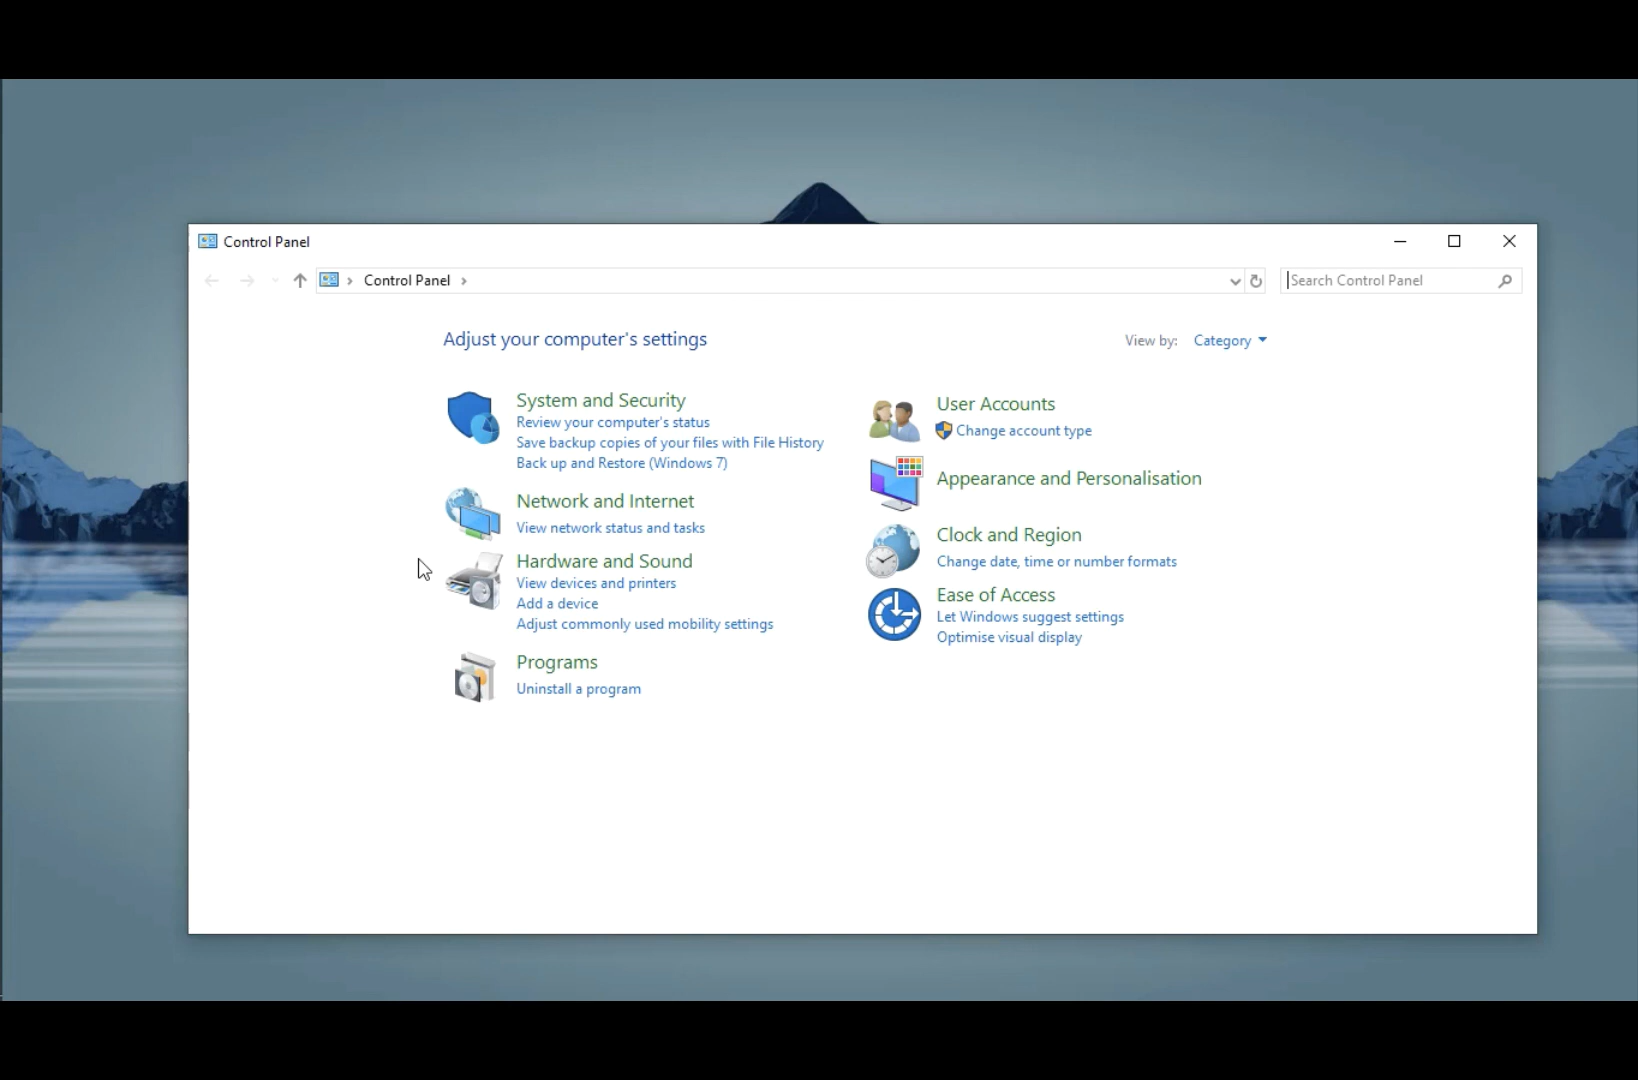 Control Panel
Control Panel
Search Control Panel
Adjust your computer's settings
View by: Category
System and Security
Review your computer's status
Save backup copies of your files with File History
Back up and Restore (Windows 7)
Network and Internet
View network status and tasks
Hardware and Sound
View devices and printers
Add a device
Adjust commonly used mobility settings
Programs
Uninstall a program
User Accounts
Change account type
Appearance and Personalisation
Clock and Region
Change date, time or number formats
Ease of Access
Let Windows suggest settings
Optimise visual display